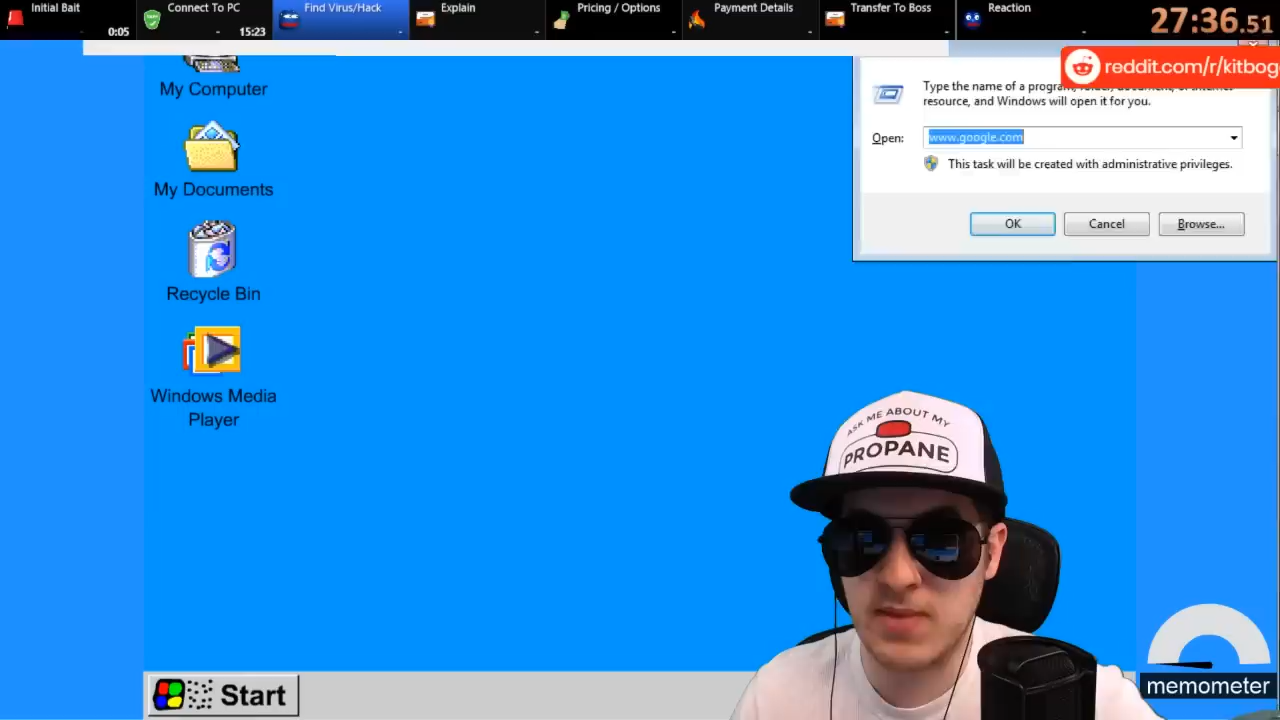 Initial Bait
0:05
Connect To PC
15:23
Find Virus/Hack
-
Explain
-
Pricing / Options
-
Payment Details
-
Transfer To Boss
-
Reaction
-
27:36.51
reddit.com/r/kitbog
My Computer
My Documents
Recycle Bin
Windows Media
Player
Type the name of a program, folder, document, or Internet
resource, and Windows will open it for you.
Open:
www.google.com
This task will be created with administrative privileges.
OK
Cancel
Browse...
ASK ME ABOUT MY
PROPANE
Start
memometer